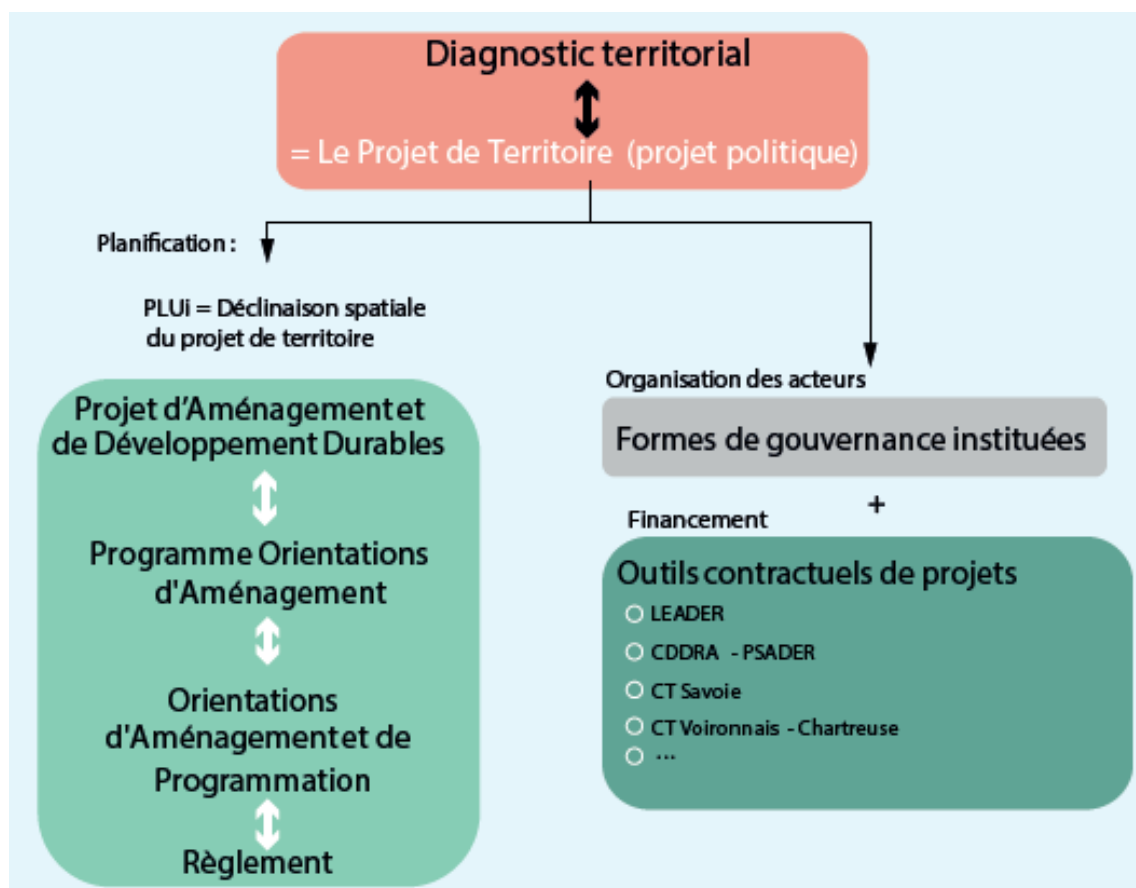 Diagnostic territorial
= Le Projet de Territoire (projet politique)
Planification :
PLUi = Déclinaison spatiale
du projet de territoire
Projet d'Aménagement et
de Développement Durables
Programme Orientations
d'Aménagement
Orientations
d'Aménagement et de
Programmation
Règlement
Organisation des acteurs
Formes de gouvernance instituées
+
Financement
Outils contractuels de projets
LEADER
CDDRA - PSADER
CT Savoie
CT Voironnais - Chartreuse
...